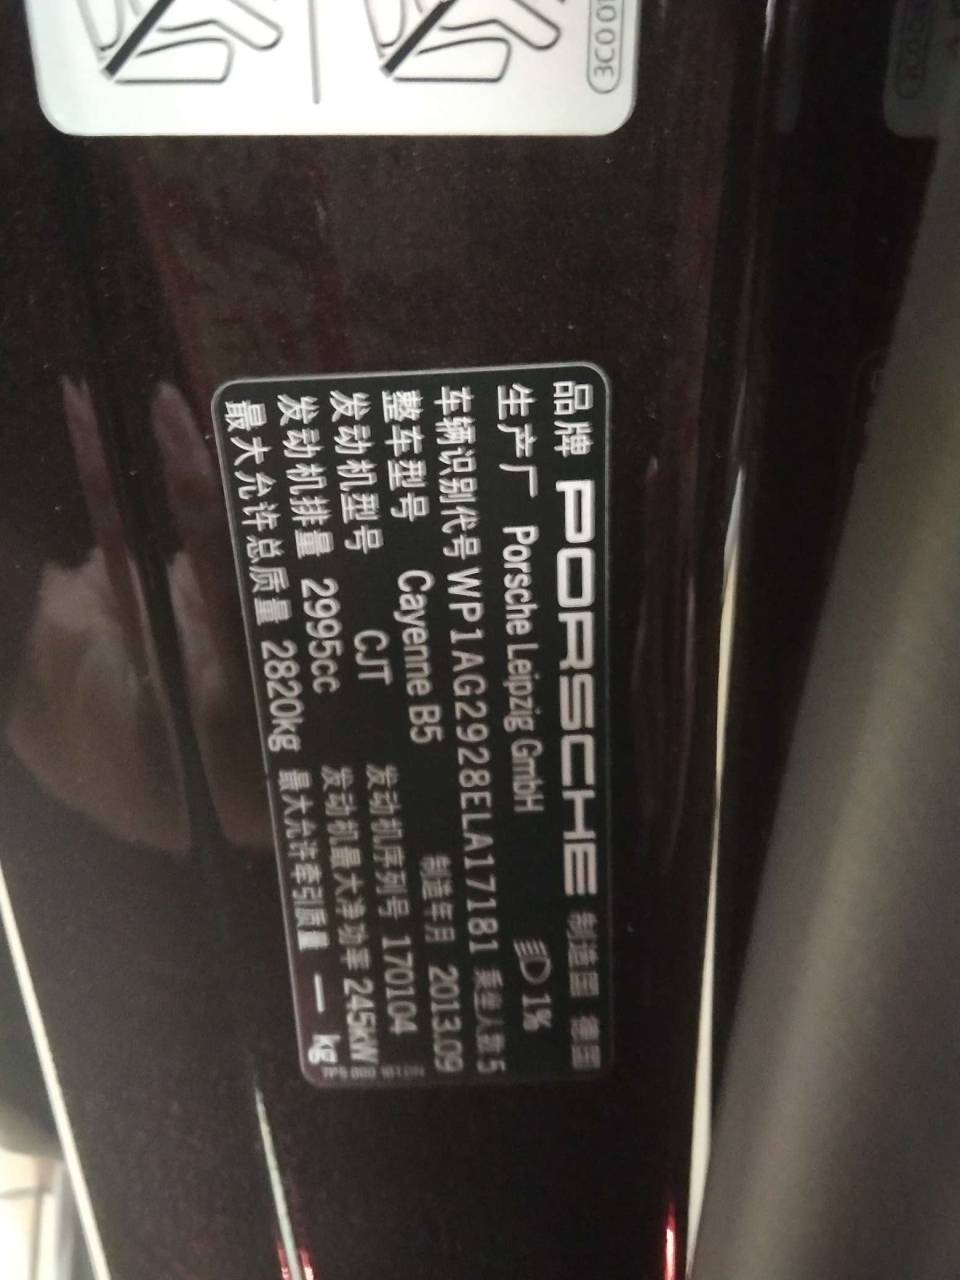 3C0 01
品牌 PORSCHE 制造国 德国
生产厂 Porsche Leipzig GmbH 1%
车辆识别代号 WP1AG2928ELA17181 乘坐人数 5
整车型号 Cayenne B5 制造年月 2013.09
发动机型号 CJT 发动机序列号 170104
发动机排量 2995cc 发动机最大净功率 245kW
最大允许总质量 2820kg 最大允许牵引质量 — kg